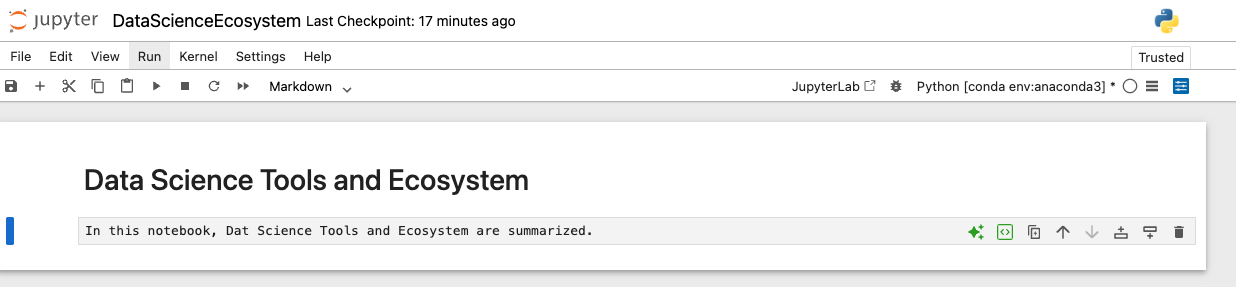 jupyter DataScienceEcosystem Last Checkpoint: 17 minutes ago
File Edit View Run Kernel Settings Help Trusted
Markdown JupyterLab Python [conda env:anaconda3] *
Data Science Tools and Ecosystem
In this notebook, Dat Science Tools and Ecosystem are summarized.